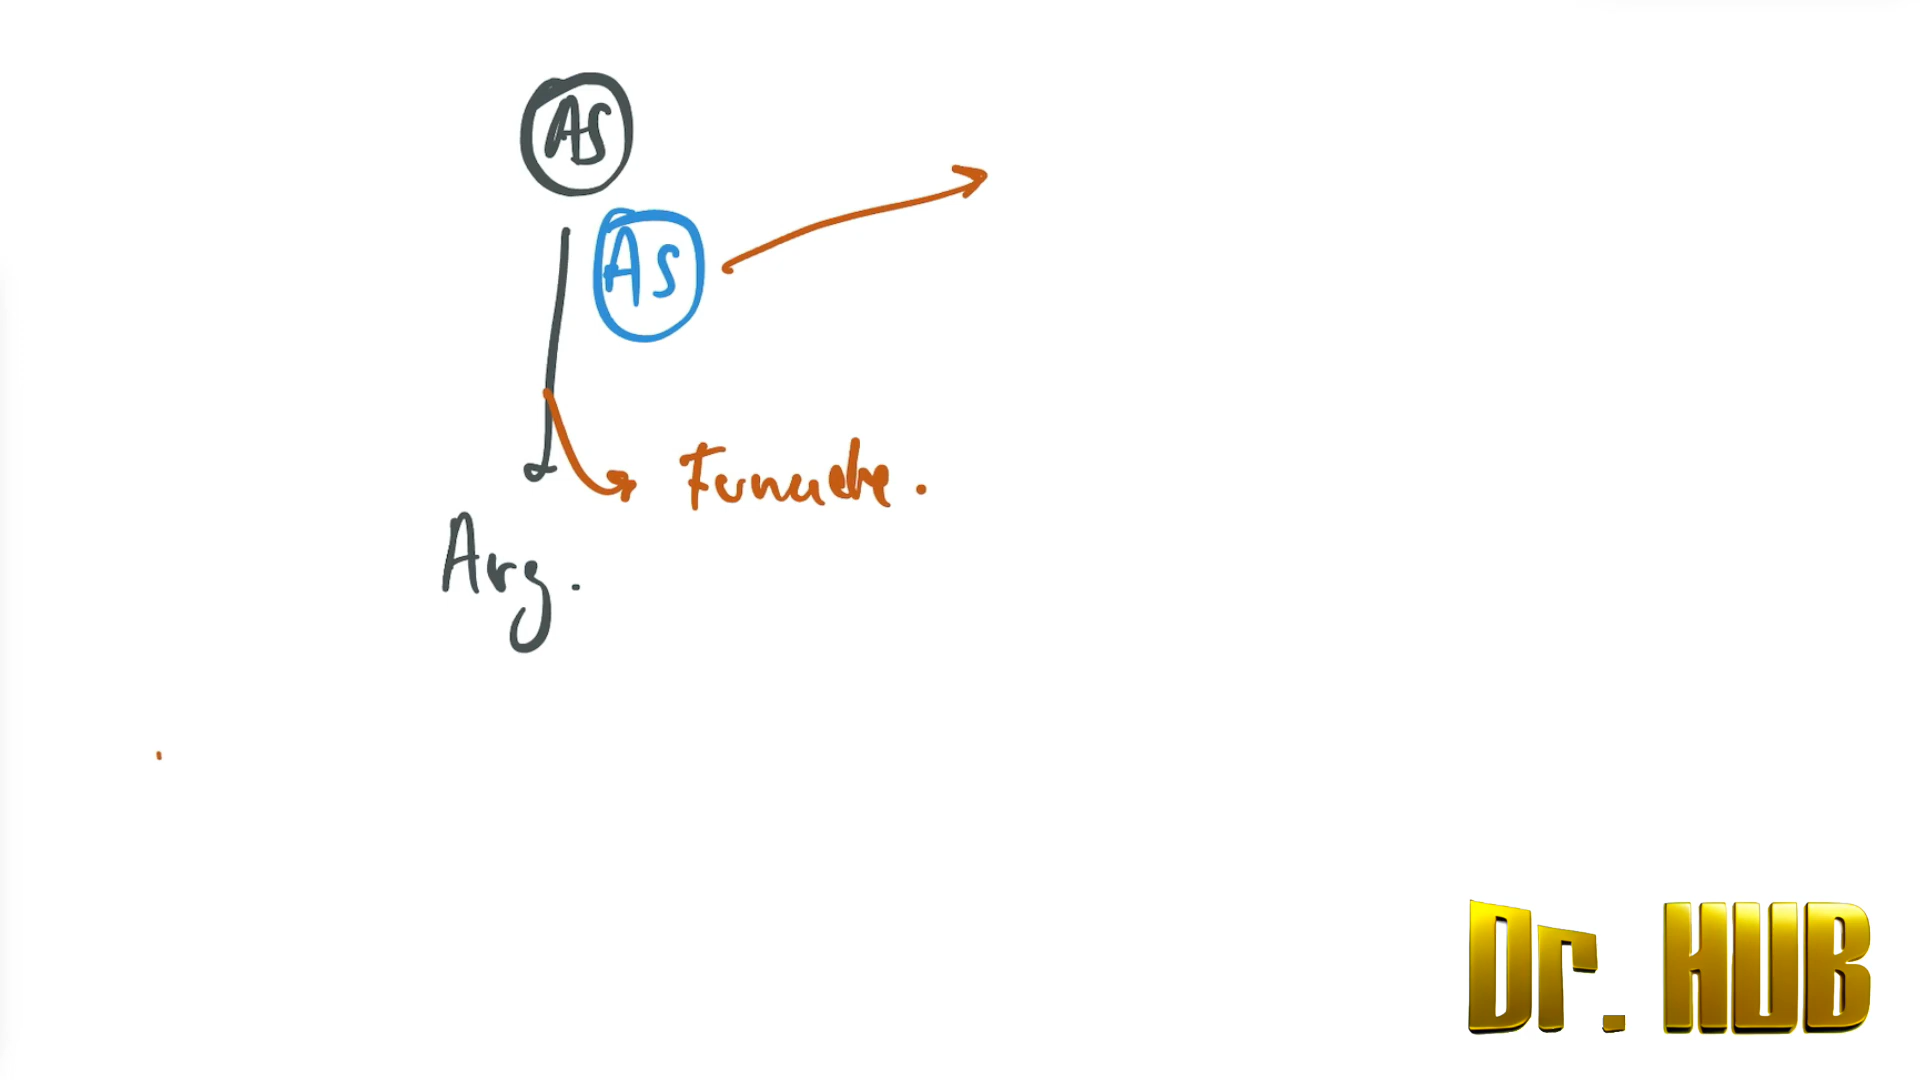 AS
AS
Fumarate.
Arg.
Dr. HUB